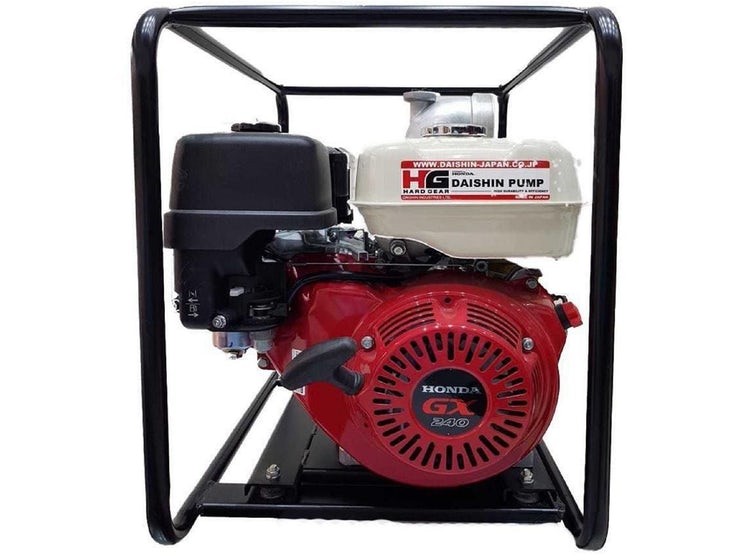 WWW.DAISHIN-JAPAN.CO.JP
HG
HARD GEAR
DAISHIN INDUSTRIES LTD.
HONDA
DAISHIN PUMP
HIGH DURABILITY & EFFICIENCY
MADE IN JAPAN
HONDA
GX
240